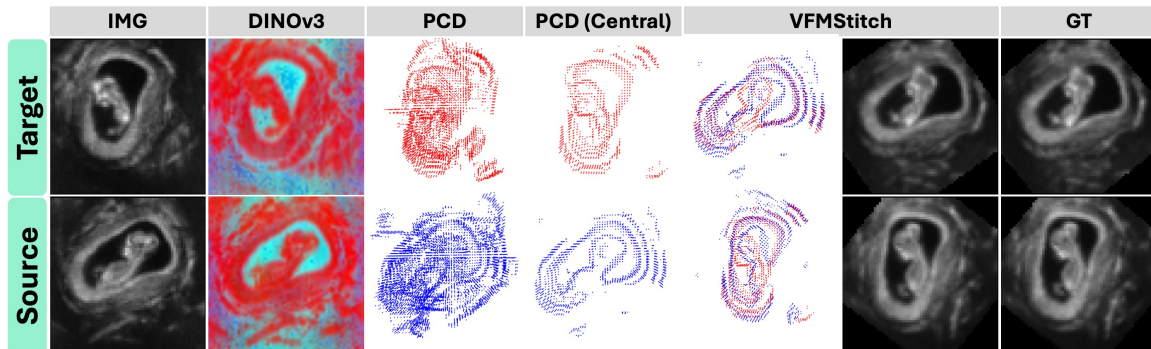 IMG DINOv3 PCD PCD (Central) VFMStitch GT
Target
Source